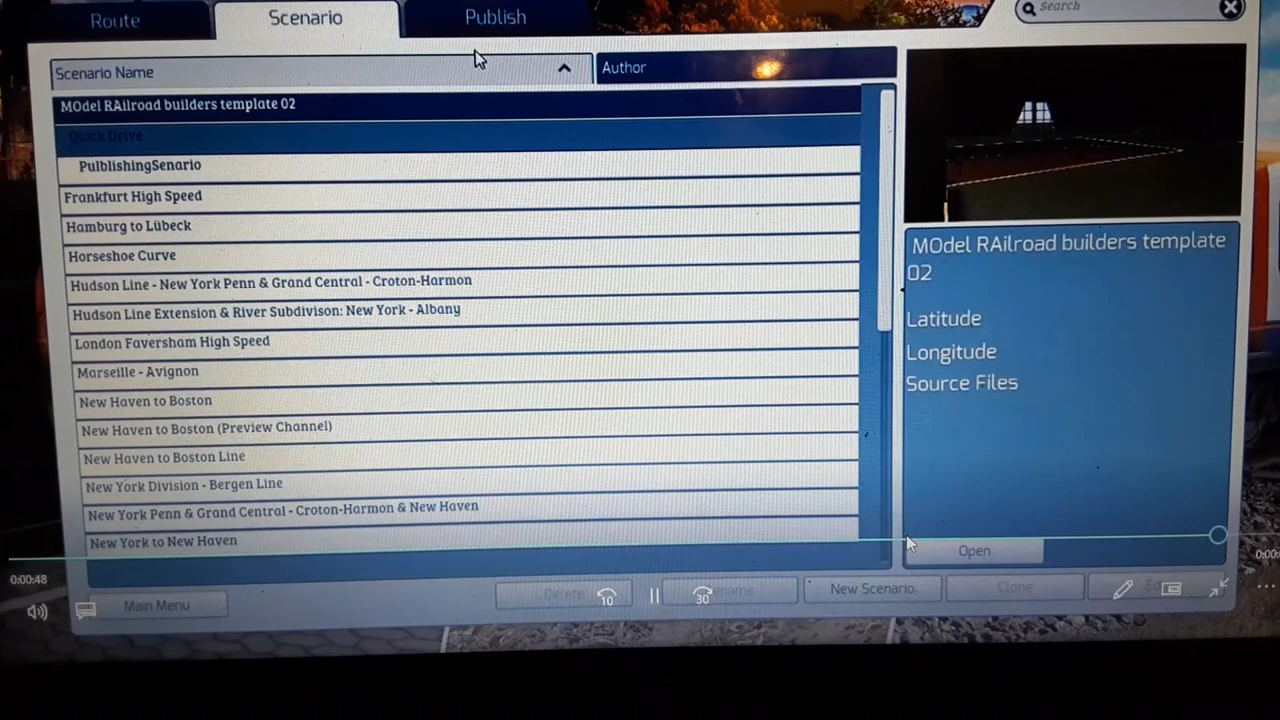 Route
Scenario
Publish
Search
Scenario Name
Author
MOdel RAilroad builders template 02
Quick Drive
PulblishingSenario
Frankfurt High Speed
Hamburg to Lübeck
Horseshoe Curve
Hudson Line - New York Penn & Grand Central - Croton-Harmon
Hudson Line Extension & River Subdivison: New York - Albany
London Faversham High Speed
Marseille - Avignon
New Haven to Boston
New Haven to Boston (Preview Channel)
New Haven to Boston Line
New York Division - Bergen Line
New York Penn & Grand Central - Croton-Harmon & New Haven
New York to New Haven
MOdel RAilroad builders template
02
Latitude
Longitude
Source Files
Open
0:00:48
Main Menu
Delete
10
30
New Scenario
Clone